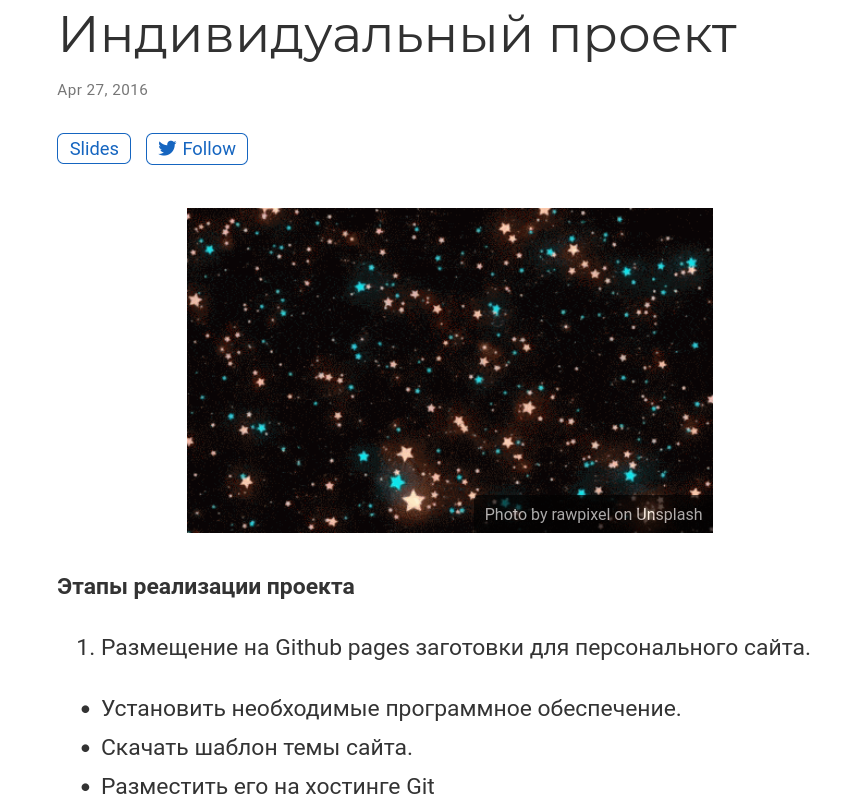 Индивидуальный проект
Apr 27, 2016
Slides
Follow
Photo by rawpixel on Unsplash
Этапы реализации проекта
1. Размещение на Github pages заготовки для персонального сайта.
• Установить необходимые программное обеспечение.
• Скачать шаблон темы сайта.
• Разместить его на хостинге Git